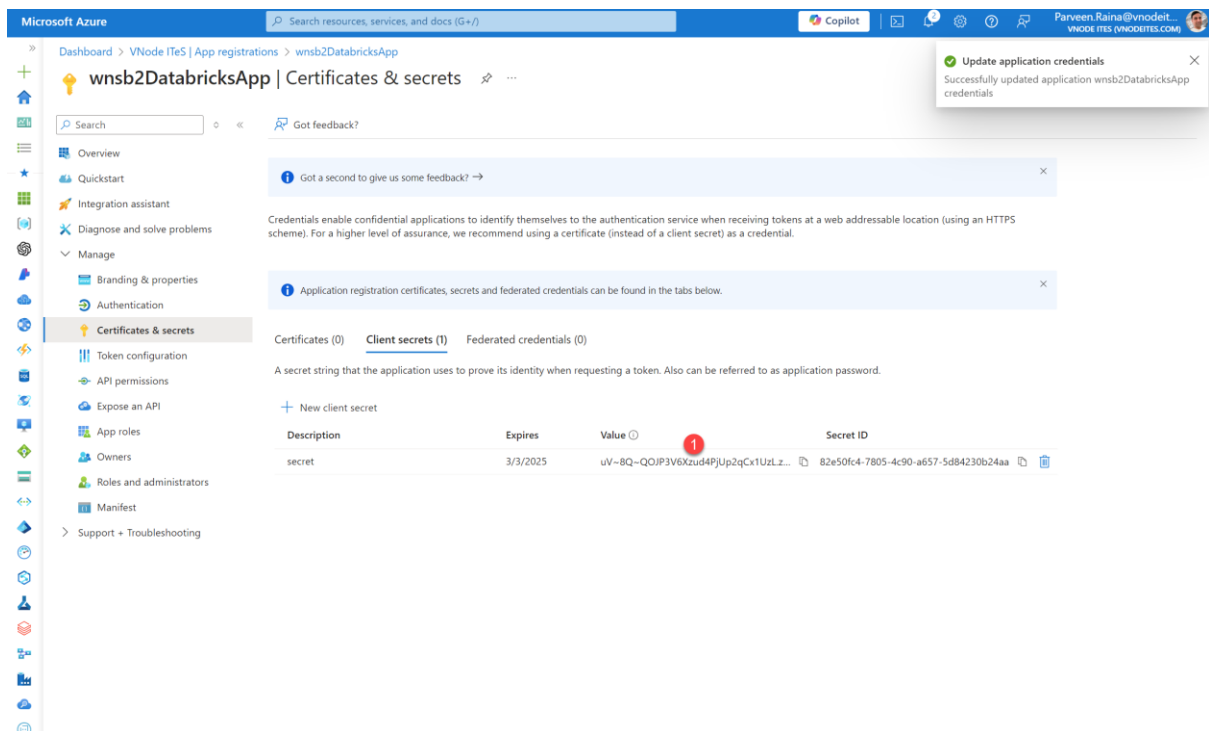 Microsoft Azure
Search resources, services, and docs (G+/)
Copilot
2
Parveen.Raina@vnodeit...
VNODE ITES (VNODEITES.COM)
Dashboard > VNode ITeS | App registrations > wnsb2DatabricksApp
wnsb2DatabricksApp | Certificates & secrets
Update application credentials
Successfully updated application wnsb2DatabricksApp
credentials
Search
Got feedback?
Overview
Quickstart
Integration assistant
Diagnose and solve problems
Manage
Branding & properties
Authentication
Certificates & secrets
Token configuration
API permissions
Expose an API
App roles
Owners
Roles and administrators
Manifest
Support + Troubleshooting
Got a second to give us some feedback? →
Credentials enable confidential applications to identify themselves to the authentication service when receiving tokens at a web addressable location (using an HTTPS
scheme). For a higher level of assurance, we recommend using a certificate (instead of a client secret) as a credential.
Application registration certificates, secrets and federated credentials can be found in the tabs below.
Certificates (0) Client secrets (1) Federated credentials (0)
A secret string that the application uses to prove its identity when requesting a token. Also can be referred to as application password.
+ New client secret
Description Expires Value Secret ID
1
secret 3/3/2025 uV~8Q~QOJP3V6Xzud4PjUp2qCx1UzLz... 82e50fc4-7805-4c90-a657-5d84230b24aa